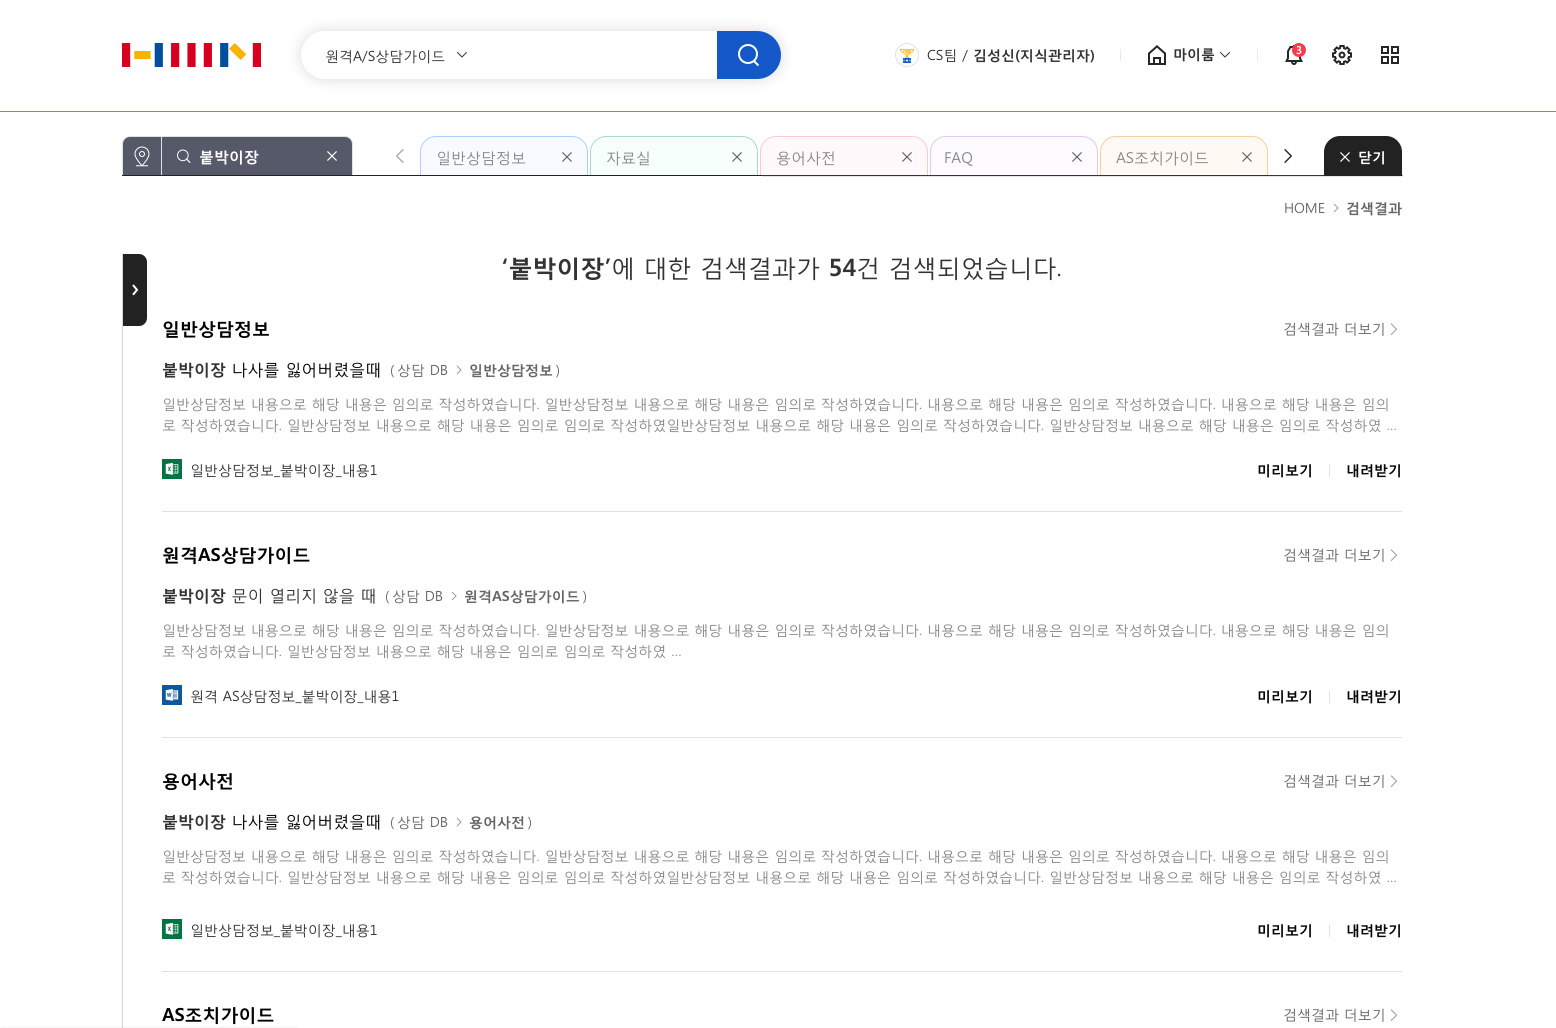 원격A/S상담가이드
CS팀 / 김성신(지식관리자)
마이룸
3
붙박이장
일반상담정보
자료실
용어사전
FAQ
AS조치가이드
닫기
HOME > 검색결과
‘붙박이장’에 대한 검색결과가 54건 검색되었습니다.
일반상담정보
검색결과 더보기 >
붙박이장 나사를 잃어버렸을때 (상담 DB > 일반상담정보)
일반상담정보 내용으로 해당 내용은 임의로 작성하였습니다. 일반상담정보 내용으로 해당 내용은 임의로 작성하였습니다. 내용으로 해당 내용은 임의로 작성하였습니다. 내용으로 해당 내용은 임의
로 작성하였습니다. 일반상담정보 내용으로 해당 내용은 임의로 임의로 작성하였일반상담정보 내용으로 해당 내용은 임의로 작성하였습니다. 일반상담정보 내용으로 해당 내용은 임의로 작성하였 ...
일반상담정보_붙박이장_내용1
미리보기 | 내려받기
원격AS상담가이드
검색결과 더보기 >
붙박이장 문이 열리지 않을 때 (상담 DB > 원격AS상담가이드)
일반상담정보 내용으로 해당 내용은 임의로 작성하였습니다. 일반상담정보 내용으로 해당 내용은 임의로 작성하였습니다. 내용으로 해당 내용은 임의로 작성하였습니다. 내용으로 해당 내용은 임의
로 작성하였습니다. 일반상담정보 내용으로 해당 내용은 임의로 임의로 작성하였 ...
원격 AS상담정보_붙박이장_내용1
미리보기 | 내려받기
용어사전
검색결과 더보기 >
붙박이장 나사를 잃어버렸을때 (상담 DB > 용어사전)
일반상담정보 내용으로 해당 내용은 임의로 작성하였습니다. 일반상담정보 내용으로 해당 내용은 임의로 작성하였습니다. 내용으로 해당 내용은 임의로 작성하였습니다. 내용으로 해당 내용은 임의
로 작성하였습니다. 일반상담정보 내용으로 해당 내용은 임의로 임의로 작성하였일반상담정보 내용으로 해당 내용은 임의로 작성하였습니다. 일반상담정보 내용으로 해당 내용은 임의로 작성하였 ...
일반상담정보_붙박이장_내용1
미리보기 | 내려받기
AS조치가이드
검색결과 더보기 >